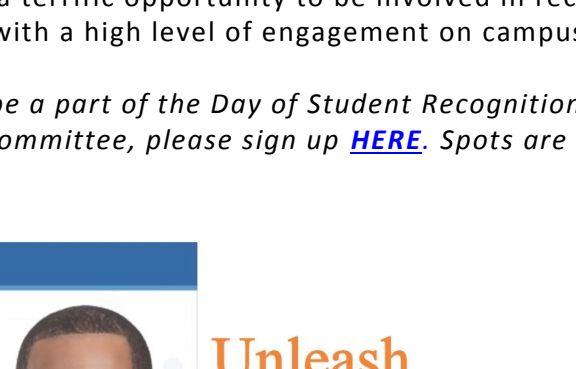 a terrific opportunity to be involved in rec
with a high level of engagement on campus
be a part of the Day of Student Recognition
ommittee, please sign up HERE. Spots are
Unleash